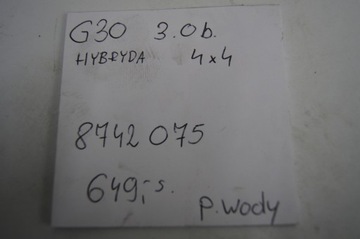 G30 3.0b.
HYBRYDA 4x4
8742075
649,-s.
p.wody